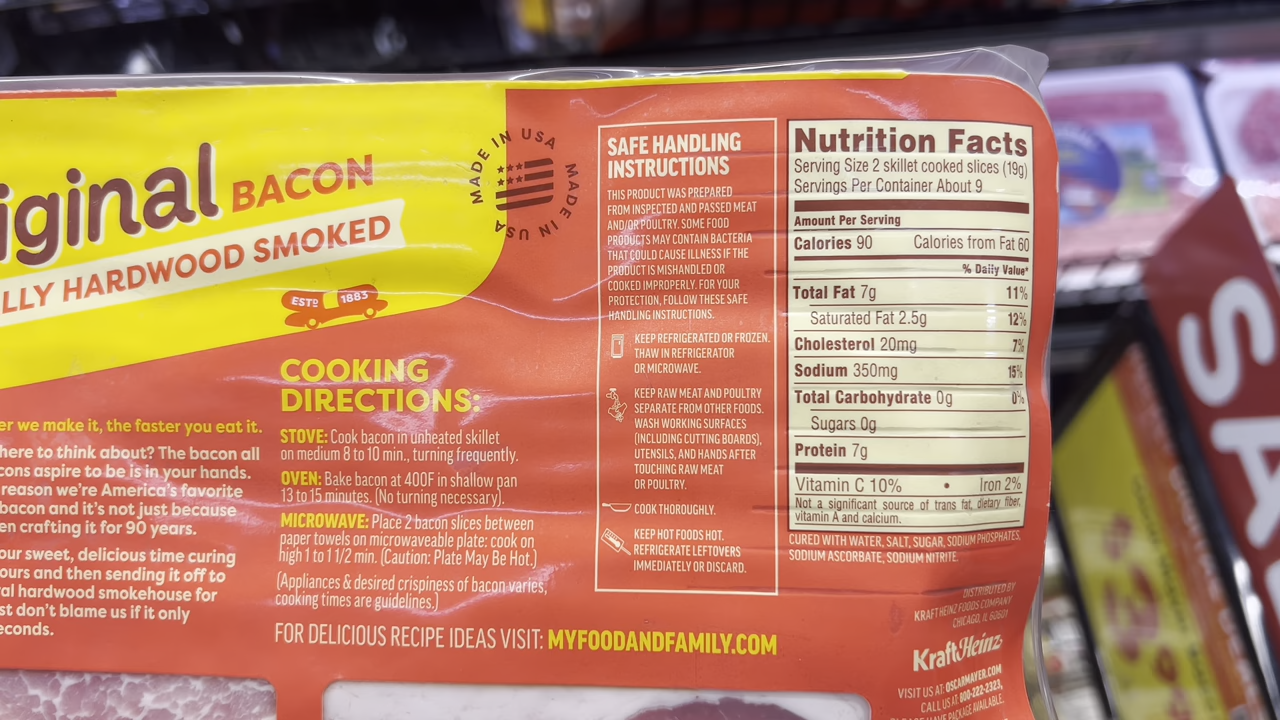 iginal BACON
LLY HARDWOOD SMOKED
ESTD 1883
MADE IN USA
MADE IN USA
er we make it, the faster you eat it.
here to think about? The bacon all
cons aspire to be is in your hands.
reason we're America's favorite
bacon and it's not just because
en crafting it for 90 years.
our sweet, delicious time curing
ours and then sending it off to
al hardwood smokehouse for
st don't blame us if it only
econds.
COOKING
DIRECTIONS:
STOVE: Cook bacon in unheated skillet
on medium 8 to 10 min., turning frequently.
OVEN: Bake bacon at 400F in shallow pan
13 to 15 minutes. (No turning necessary).
MICROWAVE: Place 2 bacon slices between
paper towels on microwaveable plate: cook on
high 1 to 1 1/2 min. (Caution: Plate May Be Hot.)
(Appliances & desired crispiness of bacon varies;
cooking times are guidelines.)
FOR DELICIOUS RECIPE IDEAS VISIT: MYFOODANDFAMILY.COM
SAFE HANDLING
INSTRUCTIONS
THIS PRODUCT WAS PREPARED
FROM INSPECTED AND PASSED MEAT
AND/OR POULTRY. SOME FOOD
PRODUCTS MAY CONTAIN BACTERIA
THAT COULD CAUSE ILLNESS IF THE
PRODUCT IS MISHANDLED OR
COOKED IMPROPERLY. FOR YOUR
PROTECTION, FOLLOW THESE SAFE
HANDLING INSTRUCTIONS.
KEEP REFRIGERATED OR FROZEN.
THAW IN REFRIGERATOR
OR MICROWAVE.
KEEP RAW MEAT AND POULTRY
SEPARATE FROM OTHER FOODS.
WASH WORKING SURFACES
(INCLUDING CUTTING BOARDS),
UTENSILS, AND HANDS AFTER
TOUCHING RAW MEAT
OR POULTRY.
COOK THOROUGHLY.
KEEP HOT FOODS HOT.
REFRIGERATE LEFTOVERS
IMMEDIATELY OR DISCARD.
Nutrition Facts
Serving Size 2 skillet cooked slices (19g)
Servings Per Container About 9
Amount Per Serving
Calories 90 Calories from Fat 60
% Daily Value*
Total Fat 7g 11%
Saturated Fat 2.5g 12%
Cholesterol 20mg 7%
Sodium 350mg 15%
Total Carbohydrate 0g 0%
Sugars 0g
Protein 7g
Vitamin C 10% • Iron 2%
Not a significant source of trans fat, dietary fiber,
vitamin A and calcium.
CURED WITH WATER, SALT, SUGAR, SODIUM PHOSPHATES,
SODIUM ASCORBATE, SODIUM NITRITE.
DISTRIBUTED BY
KRAFT HEINZ FOODS COMPANY
CHICAGO, IL 60601
KraftHeinz
VISIT US AT: OSCARMAYER.COM
CALL US AT: 800-222-2323,
PLEASE HAVE PACKAGE AVAILABLE.
SA